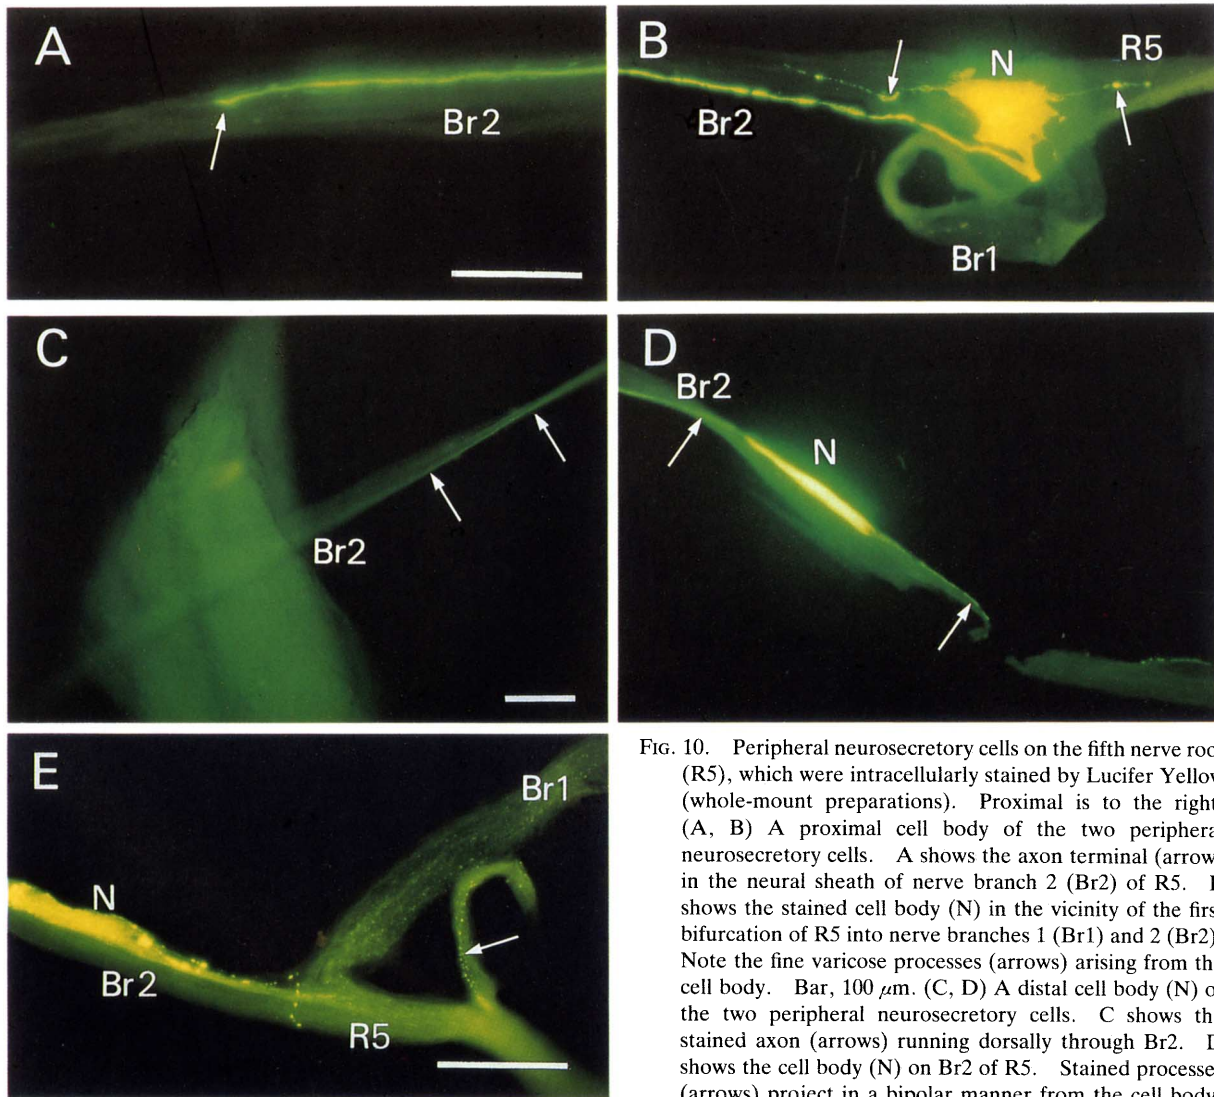 A
Br2
B
N
R5
Br2
Br1
C
Br2
D
Br2
N
E
Br1
N
Br2
R5
FIG. 10. Peripheral neurosecretory cells on the fifth nerve roo
(R5), which were intracellularly stained by Lucifer Yellov
(whole-mount preparations). Proximal is to the right
(A, B) A proximal cell body of the two periphera
neurosecretory cells. A shows the axon terminal (arrow
in the neural sheath of nerve branch 2 (Br2) of R5.
shows the stained cell body (N) in the vicinity of the firs
bifurcation of R5 into nerve branches 1 (Br1) and 2 (Br2)
Note the fine varicose processes (arrows) arising from th
cell body. Bar, 100 μm. (C, D) A distal cell body (N) o
the two peripheral neurosecretory cells. C shows th
stained axon (arrows) running dorsally through Br2.
shows the cell body (N) on Br2 of R5. Stained processe
(arrows) project in a bipolar manner from the cell body